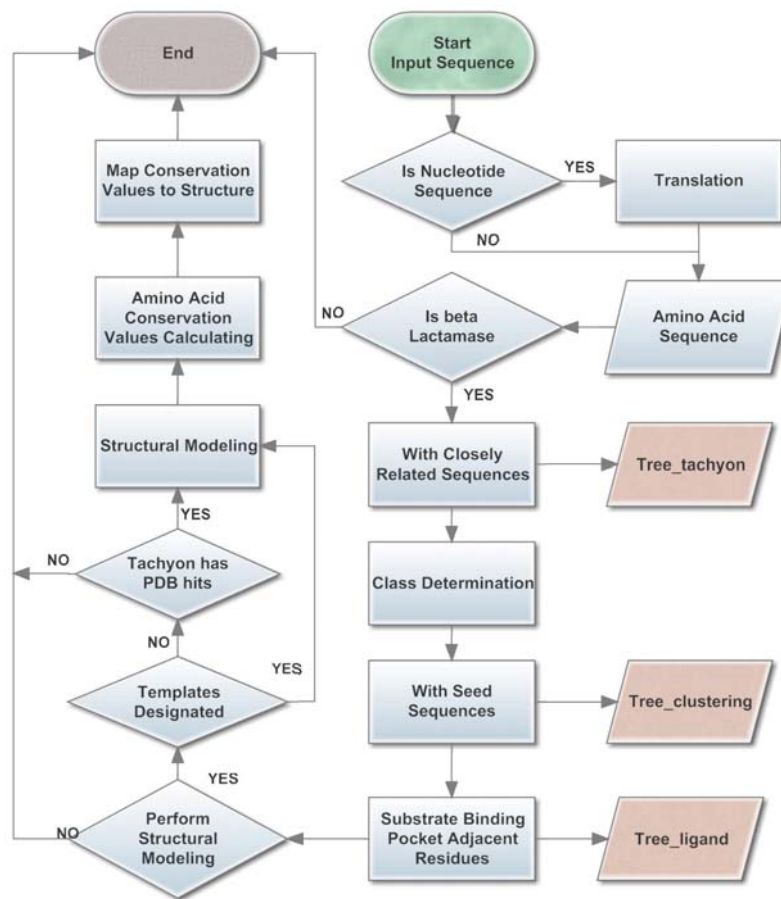 Start
Input Sequence
Is Nucleotide
Sequence
YES
Translation
NO
Amino Acid
Sequence
Is beta
Lactamase
NO
YES
With Closely
Related Sequences
Tree_tachyon
Class Determination
With Seed
Sequences
Tree_clustering
Substrate Binding
Pocket Adjacent
Residues
Tree_ligand
Perform
Structural
Modeling
NO
YES
Templates
Designated
NO
YES
Tachyon has
PDB hits
NO
YES
Structural Modeling
Amino Acid
Conservation
Values Calculating
Map Conservation
Values to Structure
End